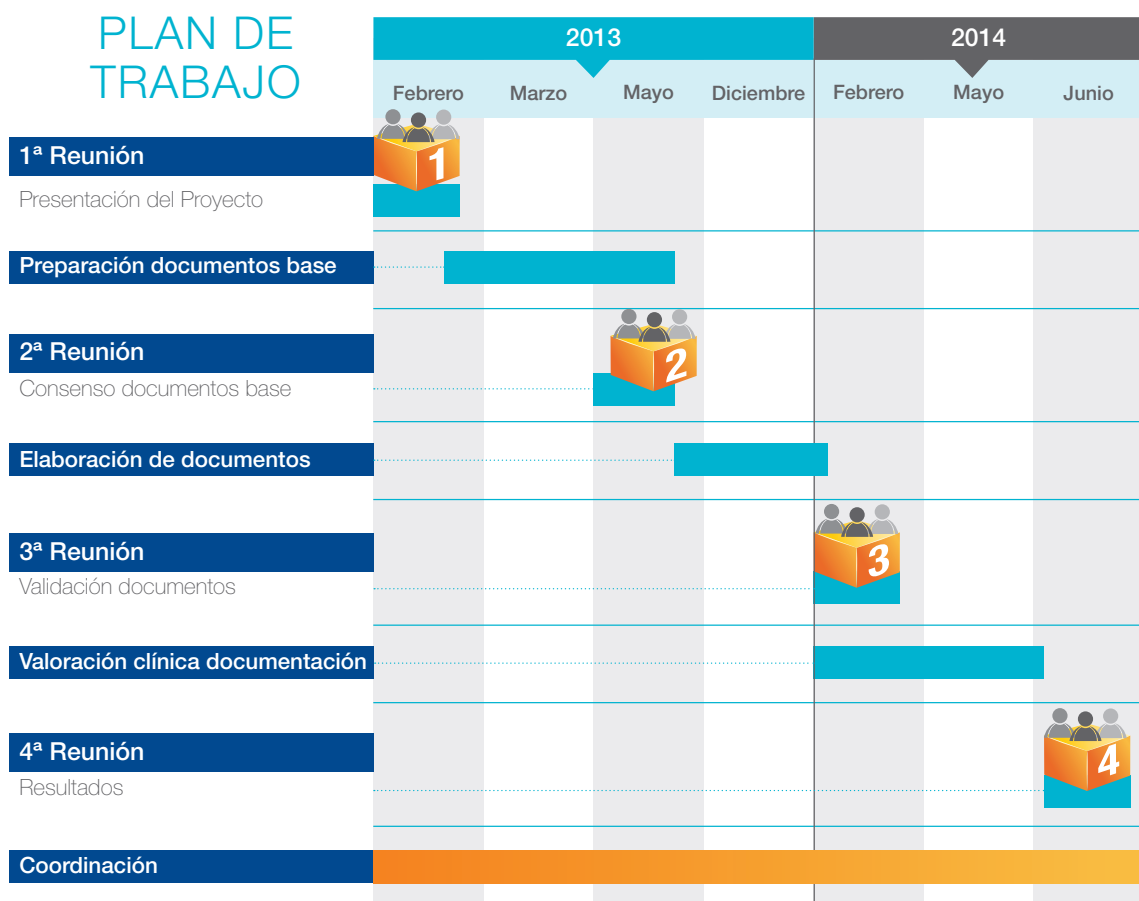 PLAN DE
TRABAJO
2013
2014
Febrero
Marzo
Mayo
Diciembre
Febrero
Mayo
Junio
1ª Reunión
1
Presentación del Proyecto
Preparación documentos base
2ª Reunión
2
Consenso documentos base
Elaboración de documentos
3ª Reunión
3
Validación documentos
Valoración clínica documentación
4ª Reunión
4
Resultados
Coordinación